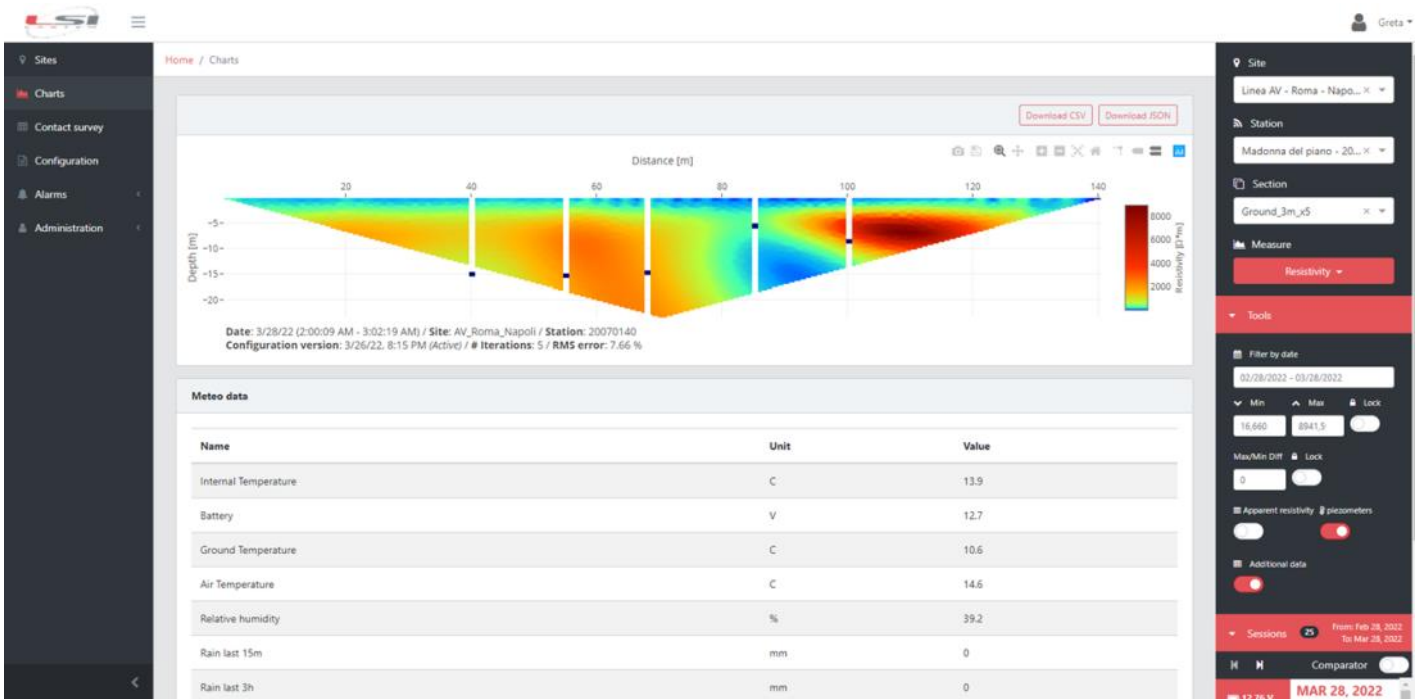 LSI
LASTEM
Greta
Sites
Charts
Contact survey
Configuration
Alarms
Administration
Home / Charts
Download CSV
Download JSON
Distance [m]
20 40 60 80 100 120 140
−5
−10
−15
−20
Depth [m]
8000
6000
4000
2000
Resistivity [Ω*m]
Date: 3/28/22 (2:00:09 AM - 3:02:19 AM) / Site: AV_Roma_Napoli / Station: 20070140
Configuration version: 3/26/22, 8:15 PM (Active) / # Iterations: 5 / RMS error: 7.66 %
Meteo data
Name Unit Value
Internal Temperature C 13.9
Battery V 12.7
Ground Temperature C 10.6
Air Temperature C 14.6
Relative humidity % 39.2
Rain last 15m mm 0
Rain last 3h mm 0
Site
Linea AV - Roma - Napo... ×
Station
Madonna del piano - 20... ×
Section
Ground_3m_x5 ×
Measure
Resistivity
Tools
Filter by date
02/28/2022 - 03/28/2022
Min Max Lock
16,660 8941,5
Max/Min Diff Lock
0
Apparent resistivity piezometers
Additional data
Sessions 25 From: Feb 28, 2022
To: Mar 28, 2022
Comparator
12.76 V MAR 28, 2022